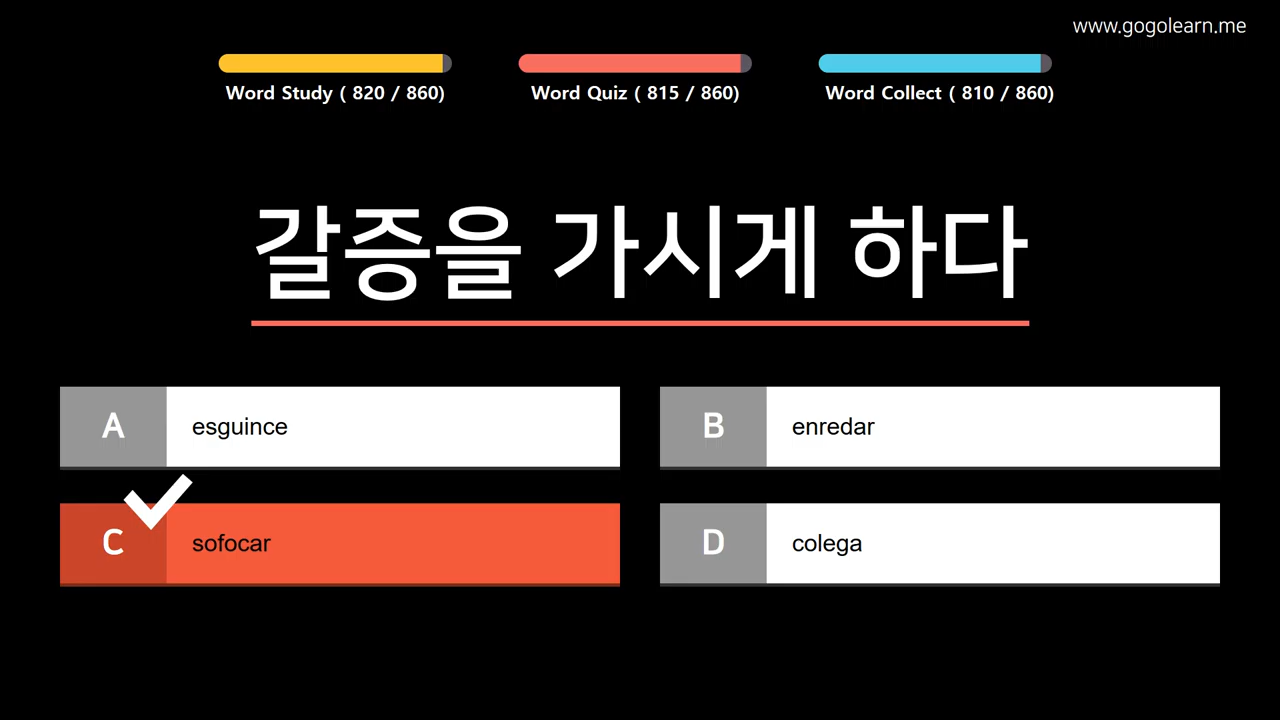 www.gogolearn.me
Word Study ( 820 / 860)
Word Quiz ( 815 / 860)
Word Collect ( 810 / 860)
갈증을 가시게 하다
A esguince
B enredar
C sofocar
D colega